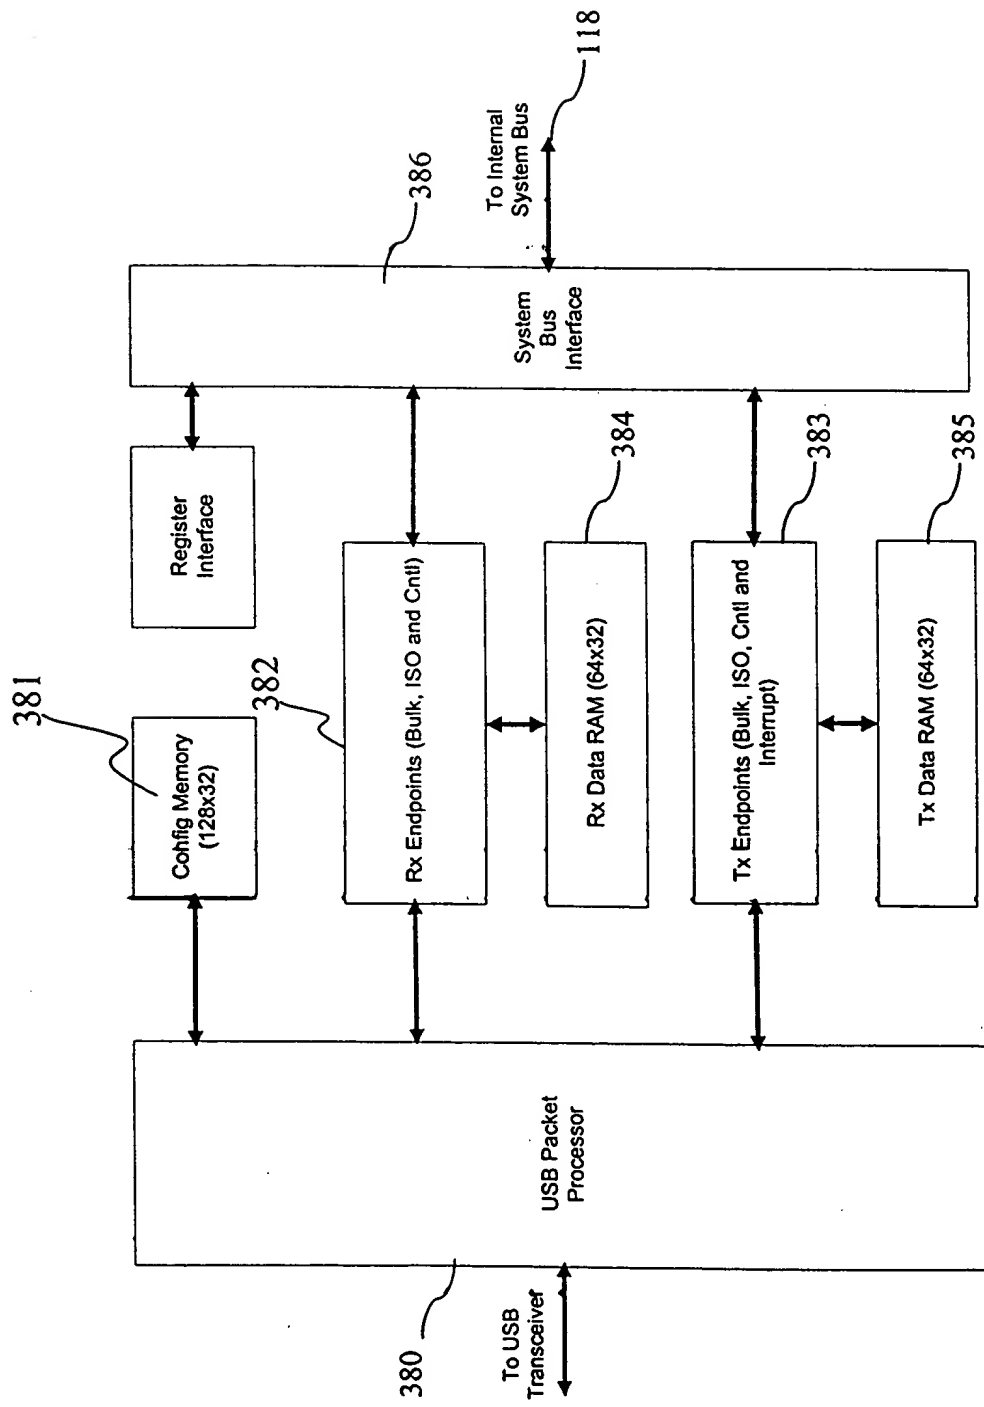 381
Config Memory
(128x32)
Register
Interface
382
Rx Endpoints (Bulk, ISO and Cntl)
380
386
To USB
Transceiver
USB Packet
Processor
System
Bus
Interface
To Internal
System Bus
118
Rx Data RAM (64x32)
384
Tx Endpoints (Bulk, ISO, Cntl and
Interrupt)
383
Tx Data RAM (64x32)
385